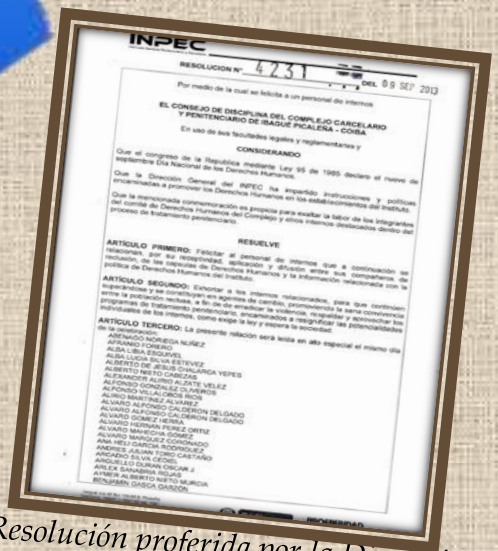 INPEC
RESOLUCION N° 4231 DEL 09 SEP 2013
Por medio de la cual se felicita a un personal de internos
EL CONSEJO DE DISCIPLINA DEL COMPLEJO CARCELARIO
Y PENITENCIARIO DE IBAGUE PICALEÑA - COIBA
En uso de sus facultades legales y reglamentarias y
CONSIDERANDO
Que el congreso de la Republica mediante Ley 95 de 1985 declaro el nueve de
septiembre Dia Nacional de los Derechos Humanos.
Que la Dirección General del INPEC ha impartido instrucciones y políticas
encaminadas a promover los Derechos Humanos en los establecimientos del Instituto.
Que la mencionada conmemoración es propicia para exaltar la labor de los integrantes
del comité de Derechos Humanos del Complejo y otros internos destacados dentro del
proceso de tratamiento penitenciario.
RESUELVE
ARTÍCULO PRIMERO: Felicitar al personal de internos que a continuación se
relacionan, por su receptividad, aplicación y difusión entre sus compañeros de
reclusión, de las capsulas de Derechos Humanos y la información relacionada con la
política de Derechos Humanos del Instituto.
ARTÍCULO SEGUNDO: Exhortar a los internos relacionados, para que continúen
superándose y se constituyan en agentes de cambio, promoviendo la sana convivencia
entre la población reclusa, a fin de erradicar la violencia, respaldar y aprovechar los
programas de tratamiento penitenciario, encaminados a resignificar las potencialidades
individuales de los internos, como exige la ley y espera la sociedad.
ARTÍCULO TERCERO: La presente relación será leída en alto especial el mismo día
de la celebración:
ABENAGO NORIEGA NUÑEZ
AFRANIO FORERO
ALBA LIBIA ESQUIVEL
ALBA LUCIA SILVA ESTEVEZ
ALBERTO DE JESUS CHALARCA YEPES
ALBERTO NIETO CABEZAS
ALEXANDER ALIRIO ALZATE VELEZ
ALFONSO GONZALEZ OLIVEROS
ALFONSO VILLALOBOS RIOS
ALIRIO MARTINEZ ALVAREZ
ALVARO ALFONSO CALDERON DELGADO
ALVARO ALFONSO CALDERON DELGADO
ALVARO GOMEZ HERRA
ALVARO HERNAN PEREZ ORTIZ
ALVARO MAHECHA GOMEZ
ALVARO MARQUEZ CORONADO
ANA HELI GARCIA RODRIGUEZ
ANDRES JULIAN TORO CASTAÑO
ARCADIO SILVA CEDIEL
ARGUELLO DURAN OSCAR J.
ARLEX SANABRIA ROJAS
AYMER ALBERTO NIETO MURCIA
BENJAMIN GASCA GARZÓN
PROSPERIDAD
Resolución proferida por la